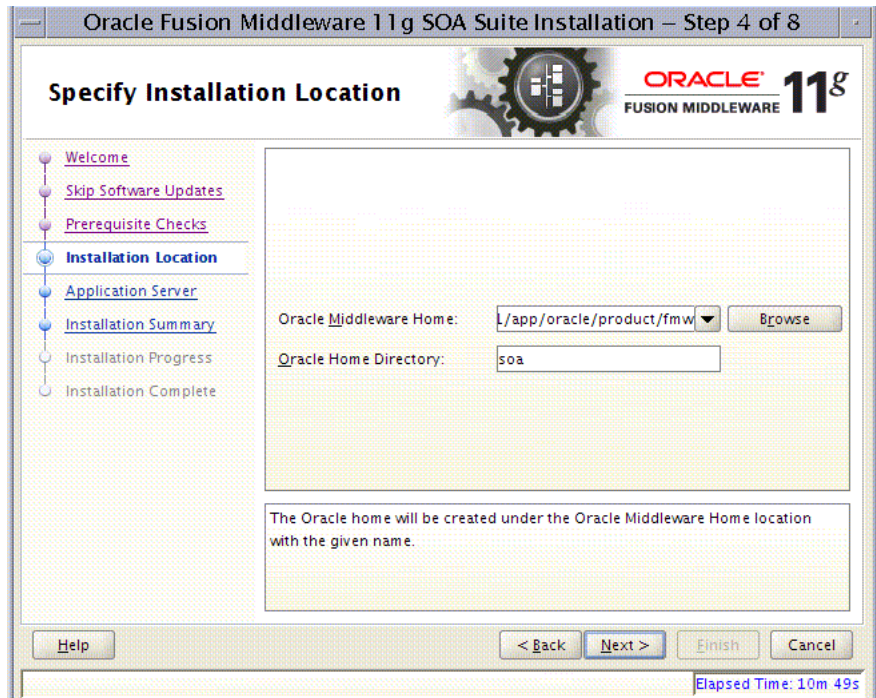 Oracle Fusion Middleware 11g SOA Suite Installation – Step 4 of 8
Specify Installation Location
ORACLE
FUSION MIDDLEWARE 11g
Welcome
Skip Software Updates
Prerequisite Checks
Installation Location
Application Server
Installation Summary
Installation Progress
Installation Complete
Oracle Middleware Home: /app/oracle/product/fmw Browse
Oracle Home Directory: soa
The Oracle home will be created under the Oracle Middleware Home location
with the given name.
Help < Back Next > Finish Cancel
Elapsed Time: 10m 49s